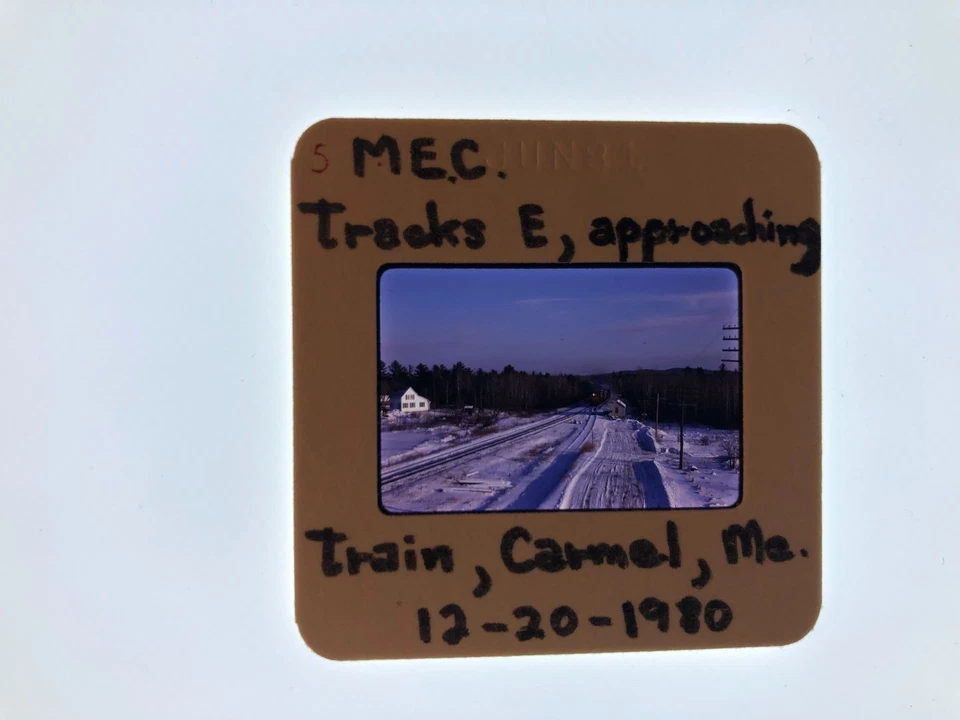 5 M.E.C. JUN81
Tracks E, approaching
Train, Carmel, Me.
12-20-1980